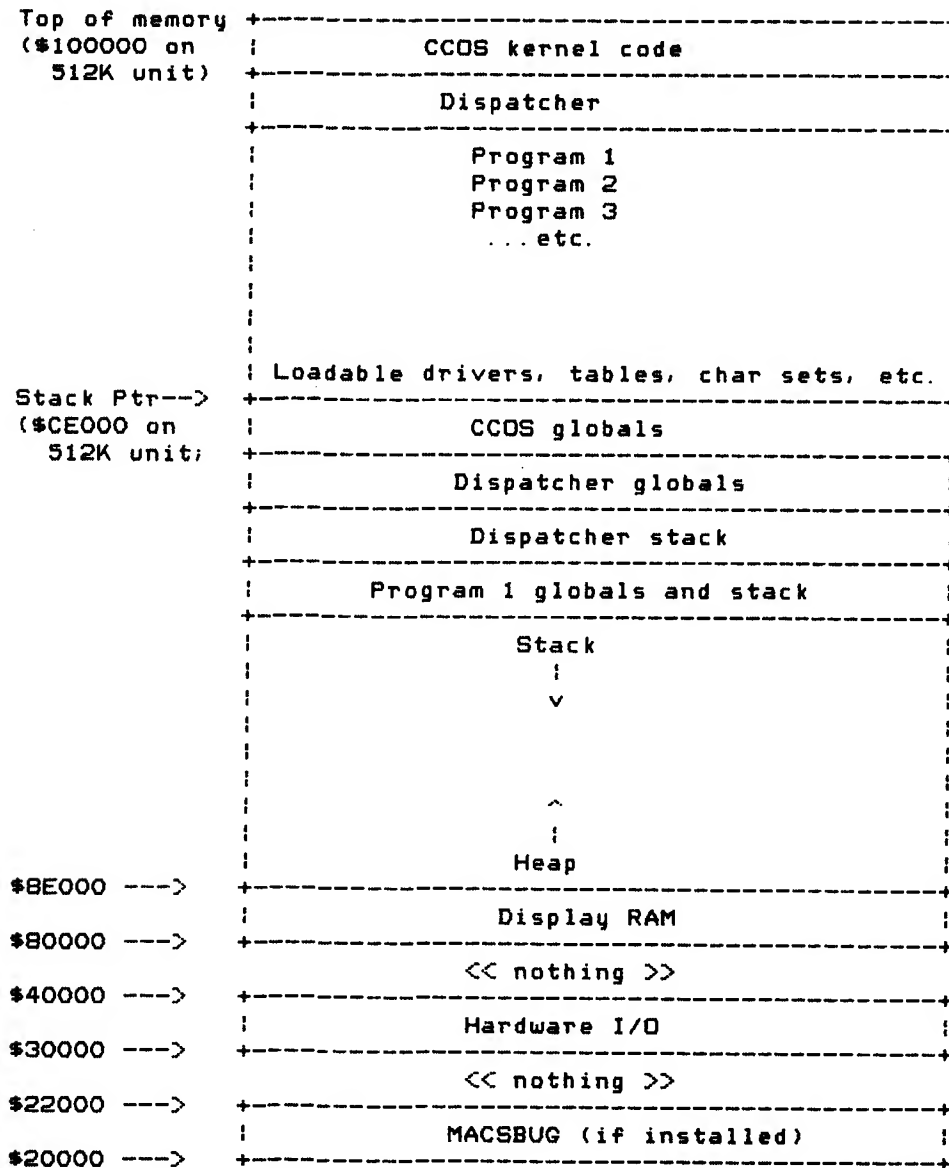 Top of memory +----------------------------------------------
($100000 on ¦ CCOS kernel code
512K unit) +----------------------------------------------
¦ Dispatcher
+----------------------------------------------
¦ Program 1
¦ Program 2
¦ Program 3
¦ ...etc.
¦
¦
¦
¦ Loadable drivers, tables, char sets, etc.
Stack Ptr--> +----------------------------------------------
($CE000 on ¦ CCOS globals
512K unit; +----------------------------------------------
¦ Dispatcher globals ¦
+----------------------------------------------+
¦ Dispatcher stack ¦
+----------------------------------------------+
¦ Program 1 globals and stack ¦
+----------------------------------------------+
¦ Stack ¦
¦ ¦ ¦
¦ v ¦
¦ ¦
¦ ¦
¦ ^ ¦
¦ ¦ ¦
¦ Heap ¦
$8E000 ---> +----------------------------------------------+
¦ Display RAM ¦
$80000 ---> +----------------------------------------------+
<< nothing >>
$40000 ---> +----------------------------------------------+
¦ Hardware I/O ¦
$30000 ---> +----------------------------------------------+
<< nothing >>
$22000 ---> +----------------------------------------------+
¦ MACSBUG (if installed) ¦
$20000 ---> +----------------------------------------------+